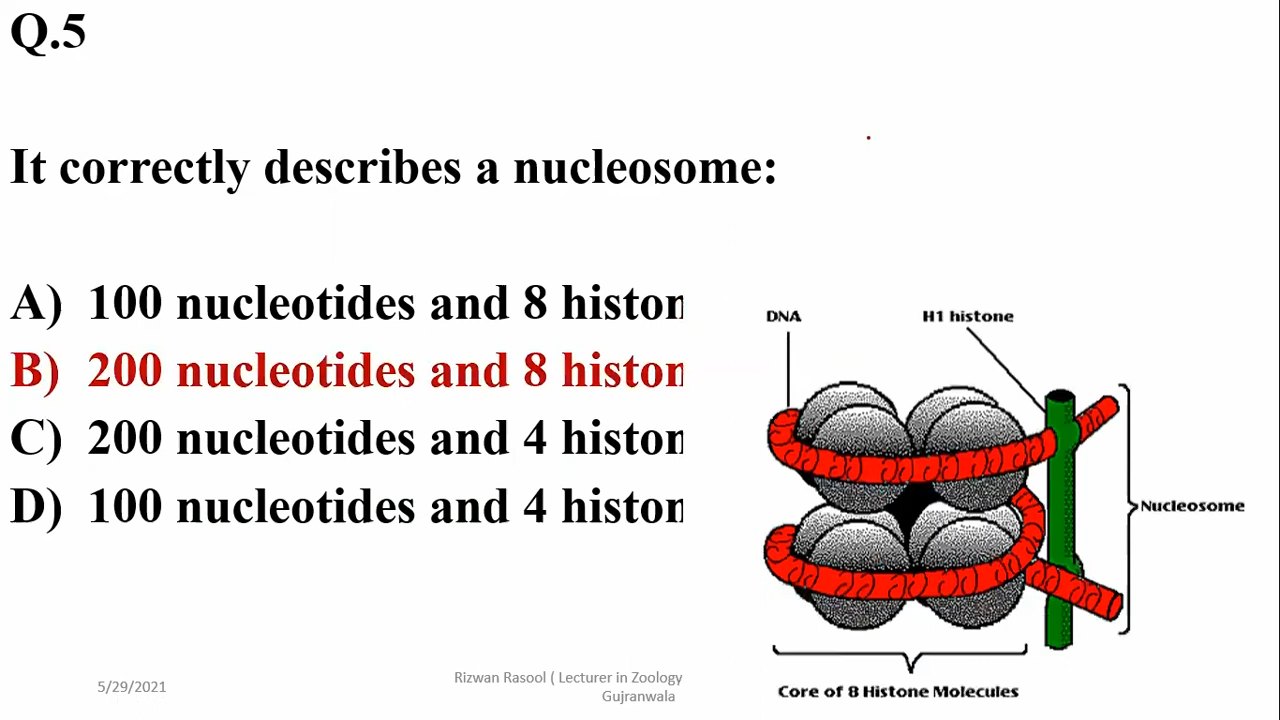 Q.5
It correctly describes a nucleosome:
A) 100 nucleotides and 8 histon
B) 200 nucleotides and 8 histon
C) 200 nucleotides and 4 histon
D) 100 nucleotides and 4 histon
DNA
H1 histone
Nucleosome
Core of 8 Histone Molecules
5/29/2021
Rizwan Rasool ( Lecturer in Zoology
Gujranwala